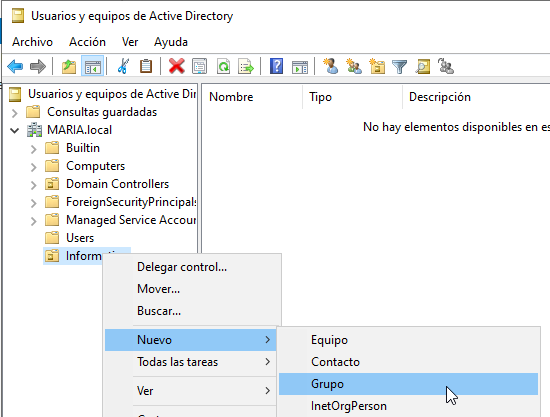 Usuarios y equipos de Active Directory
Archivo Acción Ver Ayuda
Usuarios y equipos de Active Dir
Nombre Tipo Descripción
Consultas guardadas
No hay elementos disponibles en es
MARIA.local
Builtin
Computers
Domain Controllers
ForeignSecurityPrincipals
Managed Service Accour
Users
Delegar control...
Mover...
Buscar...
Nuevo
Equipo
Todas las tareas
Contacto
Grupo
Ver
InetOrgPerson